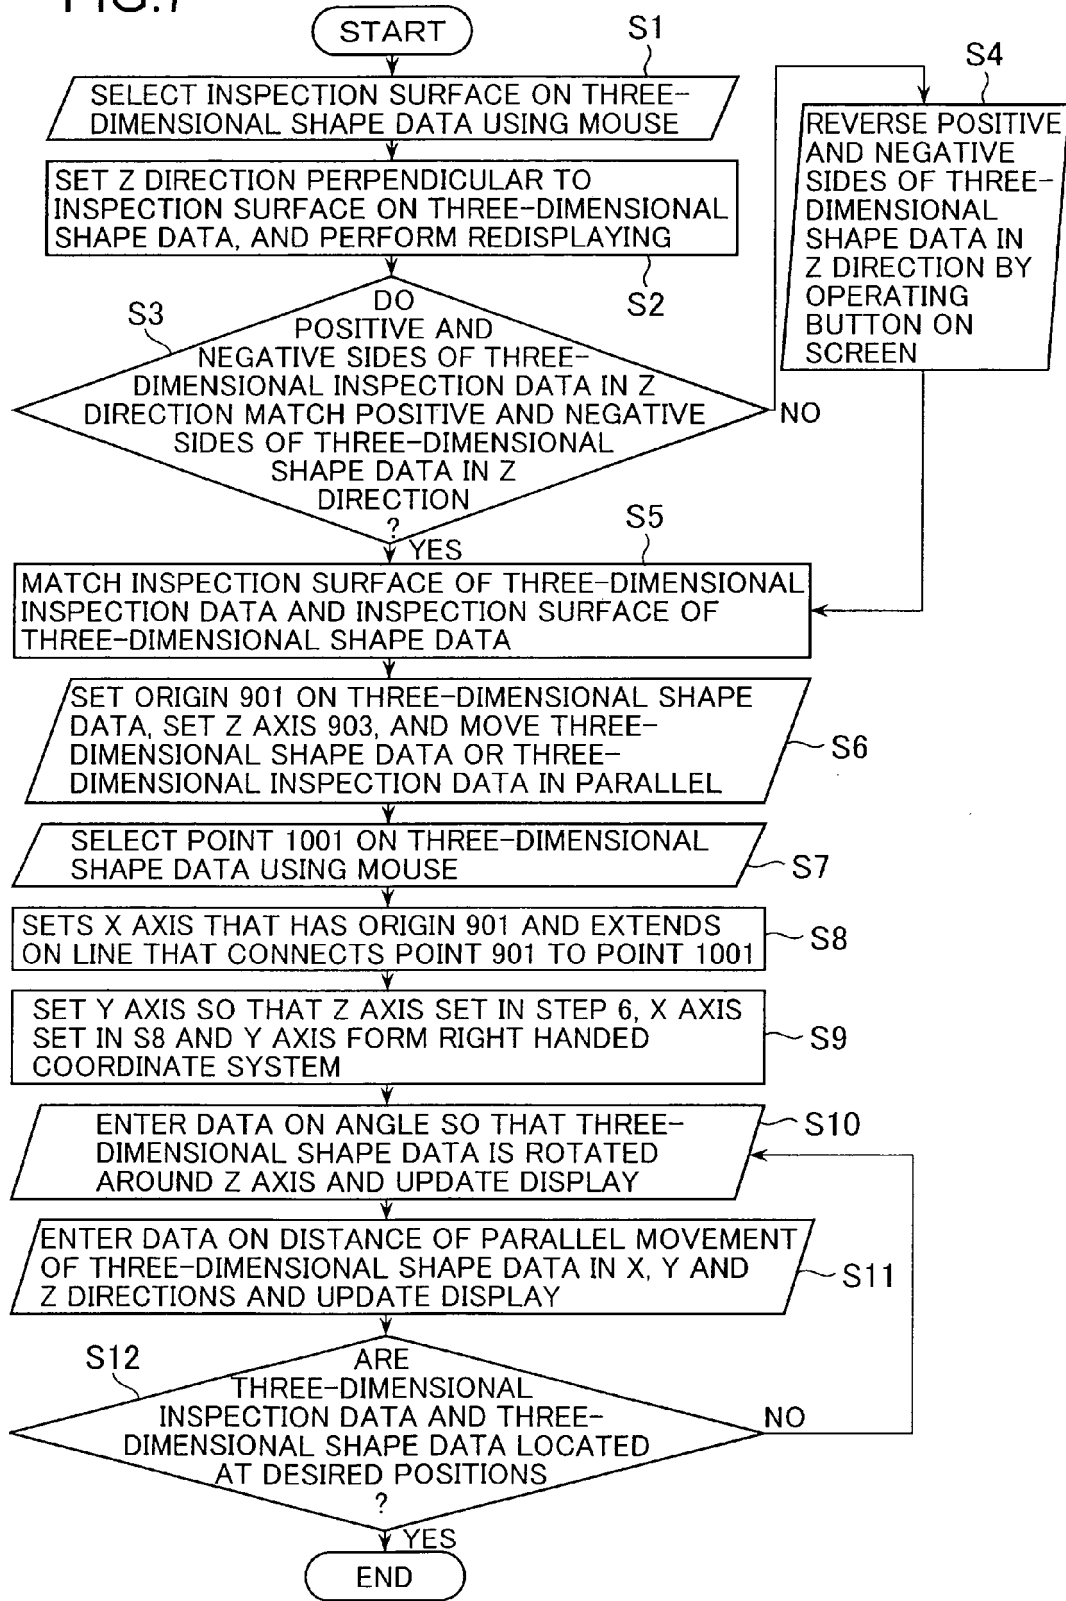 FIG.7
START
S1
SELECT INSPECTION SURFACE ON THREE-
DIMENSIONAL SHAPE DATA USING MOUSE
SET Z DIRECTION PERPENDICULAR TO
INSPECTION SURFACE ON THREE-DIMENSIONAL
SHAPE DATA, AND PERFORM REDISPLAYING
S2
S3
DO
POSITIVE AND
NEGATIVE SIDES OF THREE-
DIMENSIONAL INSPECTION DATA IN Z
DIRECTION MATCH POSITIVE AND NEGATIVE
SIDES OF THREE-DIMENSIONAL
SHAPE DATA IN Z
DIRECTION
?
NO
YES
S4
REVERSE POSITIVE
AND NEGATIVE
SIDES OF THREE-
DIMENSIONAL
SHAPE DATA IN
Z DIRECTION BY
OPERATING
BUTTON ON
SCREEN
S5
MATCH INSPECTION SURFACE OF THREE-DIMENSIONAL
INSPECTION DATA AND INSPECTION SURFACE OF
THREE-DIMENSIONAL SHAPE DATA
SET ORIGIN 901 ON THREE-DIMENSIONAL SHAPE
DATA, SET Z AXIS 903, AND MOVE THREE-
DIMENSIONAL SHAPE DATA OR THREE-
DIMENSIONAL INSPECTION DATA IN PARALLEL
S6
SELECT POINT 1001 ON THREE-DIMENSIONAL
SHAPE DATA USING MOUSE
S7
SETS X AXIS THAT HAS ORIGIN 901 AND EXTENDS
ON LINE THAT CONNECTS POINT 901 TO POINT 1001
S8
SET Y AXIS SO THAT Z AXIS SET IN STEP 6, X AXIS
SET IN S8 AND Y AXIS FORM RIGHT HANDED
COORDINATE SYSTEM
S9
ENTER DATA ON ANGLE SO THAT THREE-
DIMENSIONAL SHAPE DATA IS ROTATED
AROUND Z AXIS AND UPDATE DISPLAY
S10
ENTER DATA ON DISTANCE OF PARALLEL MOVEMENT
OF THREE-DIMENSIONAL SHAPE DATA IN X, Y AND
Z DIRECTIONS AND UPDATE DISPLAY
S11
S12
ARE
THREE-DIMENSIONAL
INSPECTION DATA AND THREE-
DIMENSIONAL SHAPE DATA LOCATED
AT DESIRED POSITIONS
?
NO
YES
END